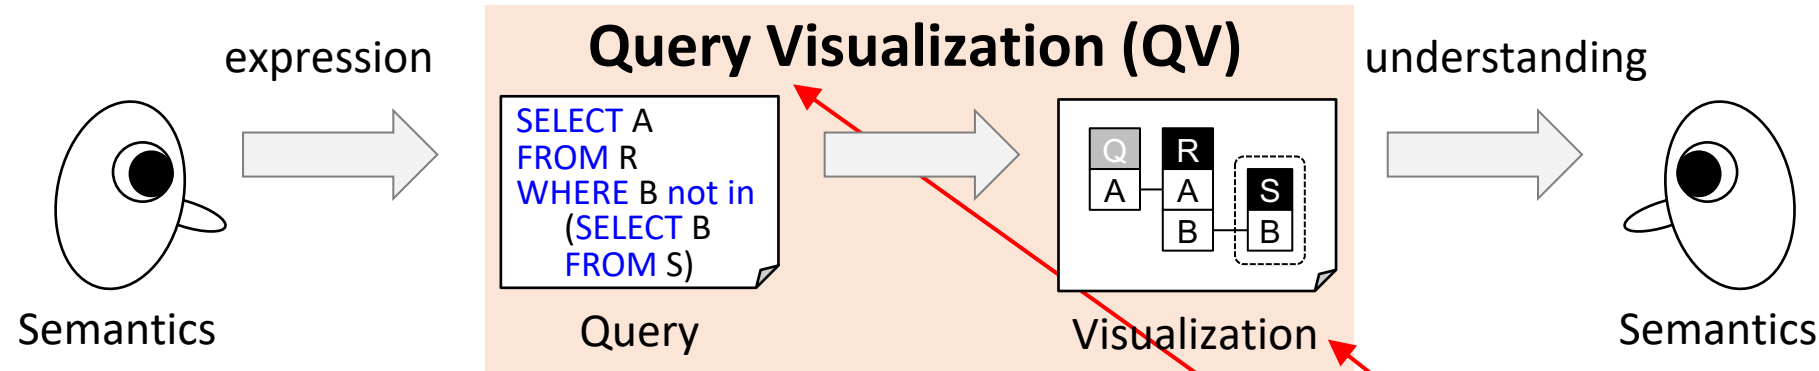 Query Visualization (QV)
expression
understanding
SELECT A
FROM R
WHERE B not in
(SELECT B
FROM S)
Q
R
A
A
S
B
B
Semantics
Query
Visualization
Semantics